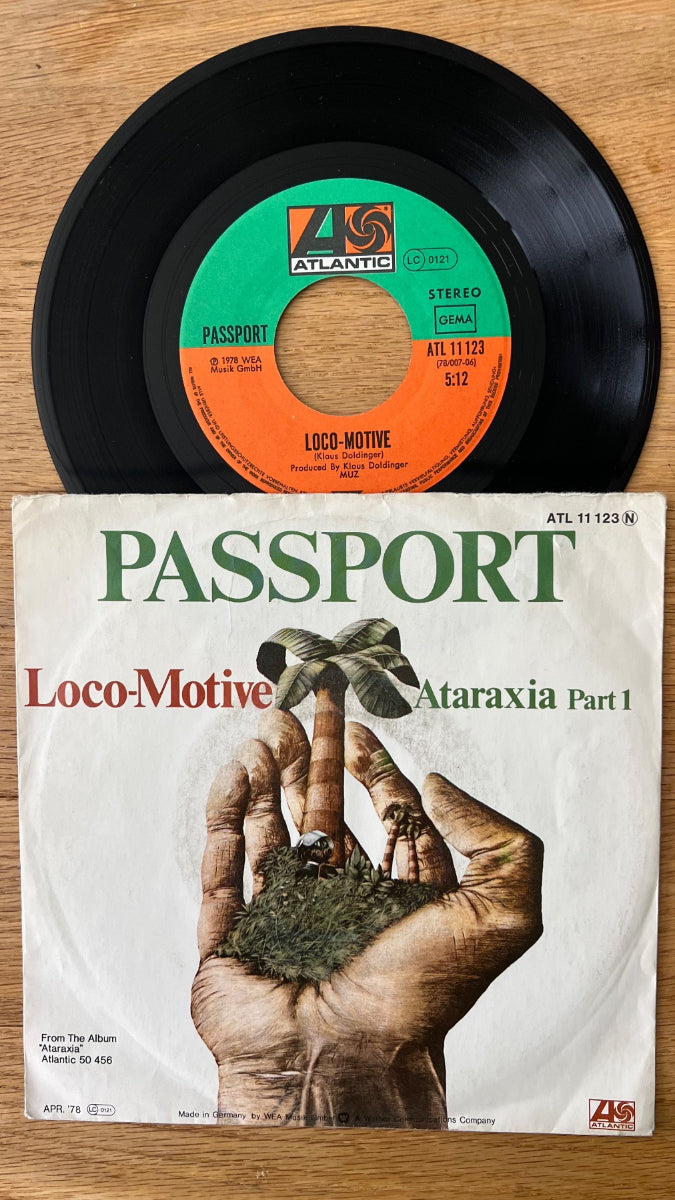 ATLANTIC
LC 0121
STEREO
GEMA
PASSPORT
ATL 11 123
℗ 1978 WEA
Musik GmbH
(78/007-06)
5:12
LOCO-MOTIVE
(Klaus Doldinger)
Produced By Klaus Doldinger
MUZ
ATL 11 123 N
PASSPORT
Loco-Motive
Ataraxia Part 1
From The Album
"Ataraxia"
Atlantic 50 456
APR. '78 LC 0121
Made in Germany by WEA Musik GmbH A Warner Communications Company
ATLANTIC